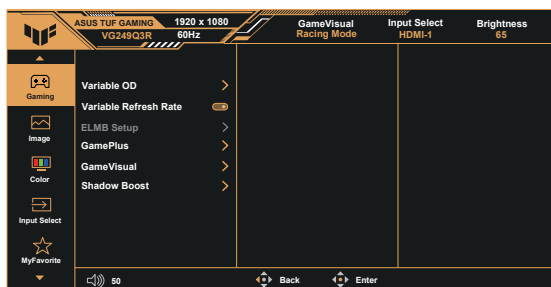 ASUS TUF GAMING 1920 x 1080
VG249Q3R 60Hz
GameVisual
Racing Mode
Input Select
HDMI-1
Brightness
65
Gaming
Image
Color
Input Select
MyFavorite
Variable OD
Variable Refresh Rate
ELMB Setup
GamePlus
GameVisual
Shadow Boost
50
Back
Enter